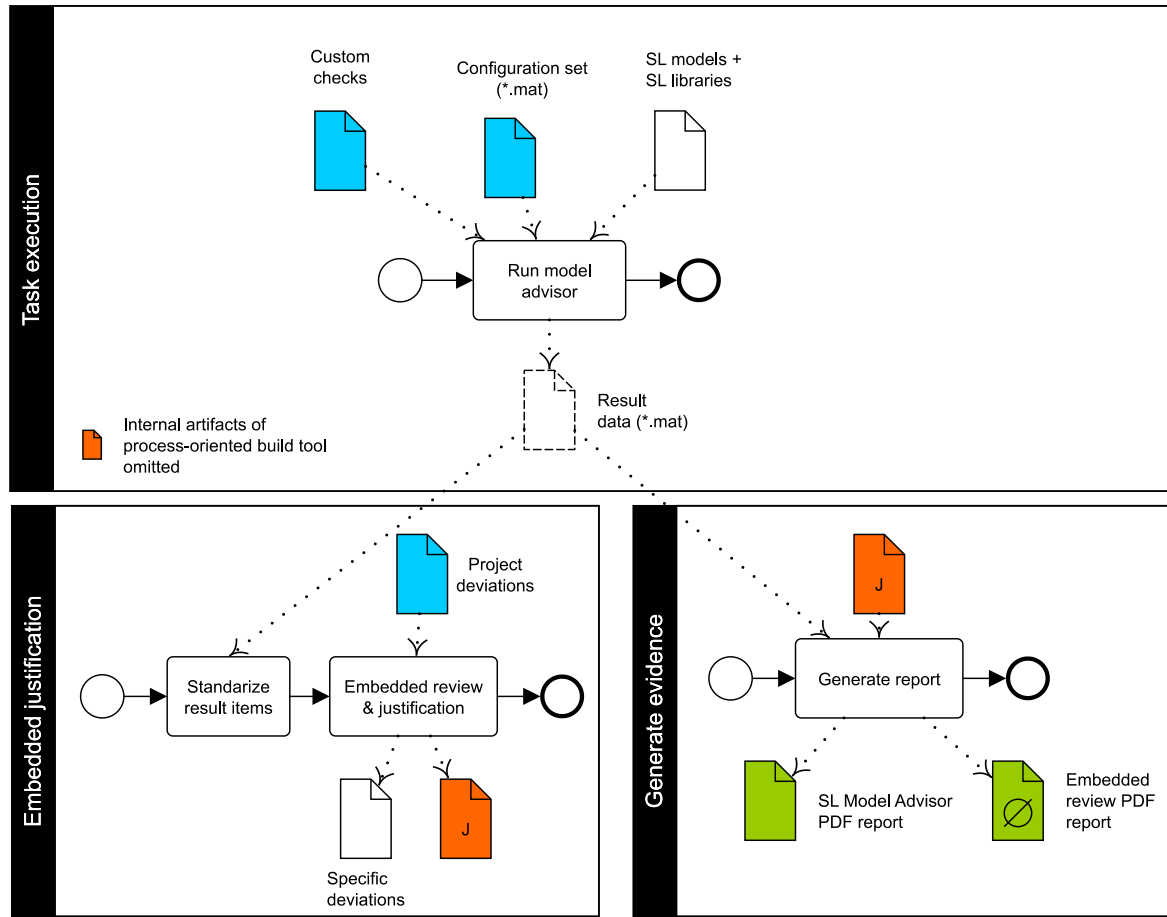 Task execution
Custom
checks
Configuration set
(*.mat)
SL models +
SL libraries
Run model
advisor
Result
data (*.mat)
Internal artifacts of
process-oriented build tool
omitted
Embedded justification
Project
deviations
Standarize
result items
Embedded review
& justification
J
Specific
deviations
Generate evidence
J
Generate report
SL Model Advisor
PDF report
Embedded
review PDF
report